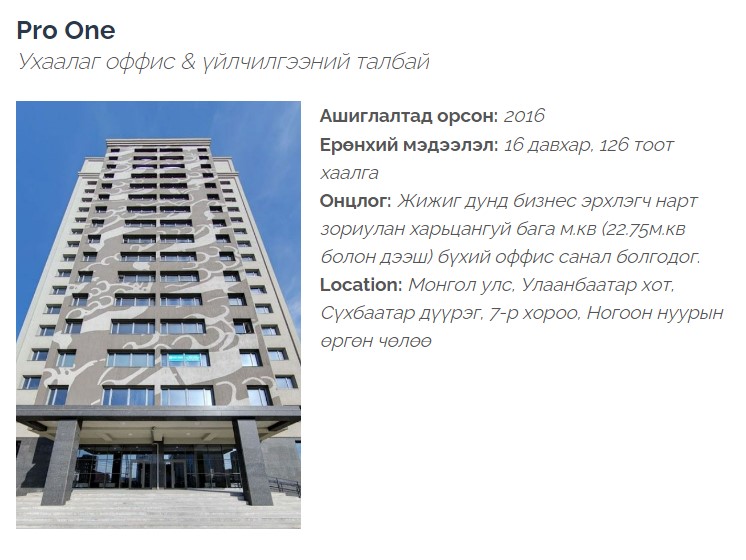 Pro One
Ухаалаг оффис & үйлчилгээний талбай
Ашиглалтад орсон: 2016
Ерөнхий мэдээлэл: 16 давхар, 126 тоот
хаалга
Онцлог: Жижиг дунд бизнес эрхлэгч нарт
зориулан харьцангуй бага м.кв (22.75м.кв
болон дээш) бүхий оффис санал болгодог.
Location: Монгол улс, Улаанбаатар хот,
Сүхбаатар дүүрэг, 7-р хороо, Ногоон нуурын
өргөн чөлөө